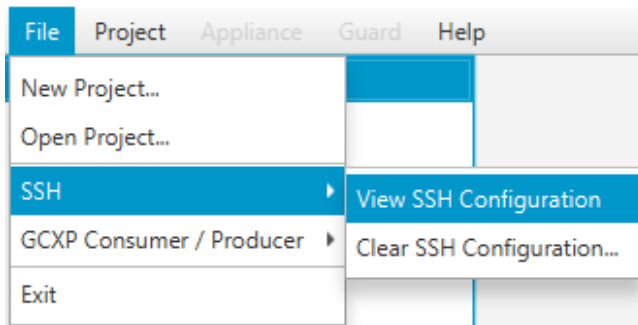 File Project Appliance Guard Help
New Project...
Open Project...
SSH
View SSH Configuration
GCXP Consumer / Producer
Clear SSH Configuration...
Exit